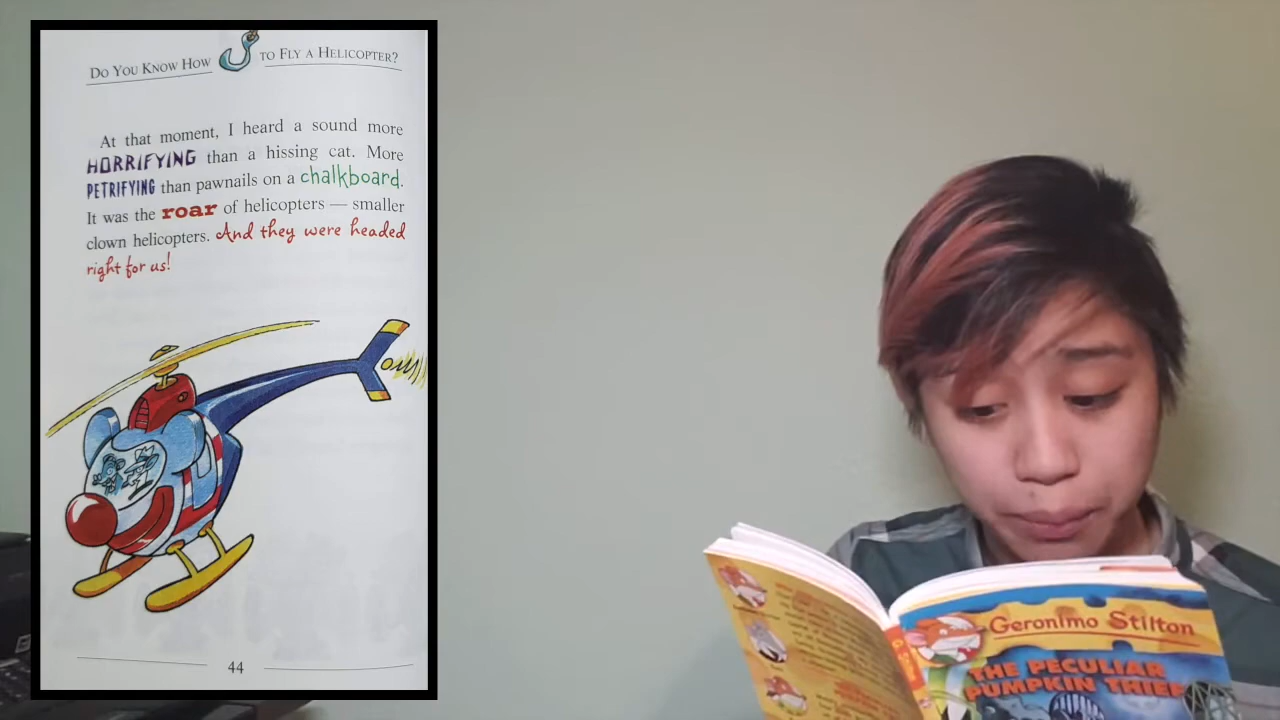 DO YOU KNOW HOW TO FLY A HELICOPTER?
At that moment, I heard a sound more
HORRIFYING than a hissing cat. More
PETRIFYING than pawnails on a chalkboard.
It was the roar of helicopters — smaller
clown helicopters. And they were headed
right for us!
44
Geronimo Stilton
THE PECULIAR
PUMPKIN THIEF